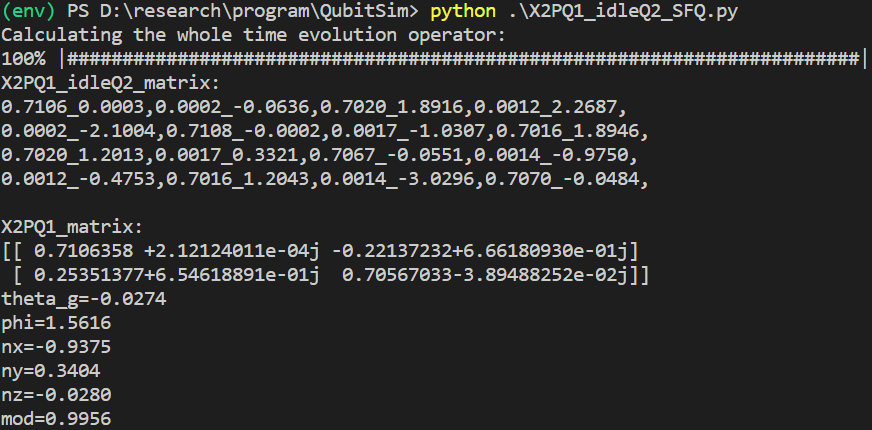 (env) PS D:\research\program\QubitSim> python .\X2PQ1_idleQ2_SFQ.py
Calculating the whole time evolution operator:
100% |########################################################################|
X2PQ1_idleQ2_matrix:
0.7106_0.0003,0.0002_-0.0636,0.7020_1.8916,0.0012_2.2687,
0.0002_-2.1004,0.7108_-0.0002,0.0017_-1.0307,0.7016_1.8946,
0.7020_1.2013,0.0017_0.3321,0.7067_-0.0551,0.0014_-0.9750,
0.0012_-0.4753,0.7016_1.2043,0.0014_-3.0296,0.7070_-0.0484,
X2PQ1_matrix:
[[ 0.7106358 +2.12124011e-04j -0.22137232+6.66180930e-01j]
 [ 0.25351377+6.54618891e-01j  0.70567033-3.89488252e-02j]]
theta_g=-0.0274
phi=1.5616
nx=-0.9375
ny=0.3404
nz=-0.0280
mod=0.9956